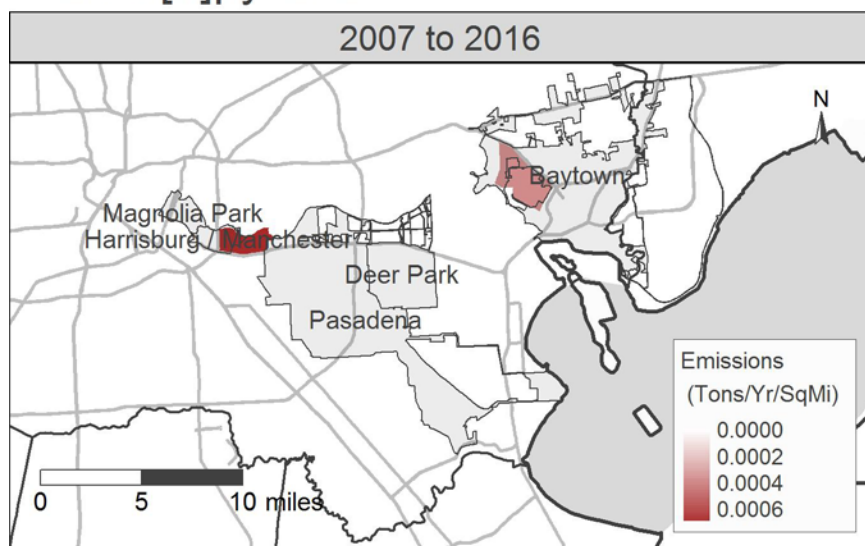 2007 to 2016
N
Baytown
Magnolia Park
Harrisburg
Manchester
Deer Park
Pasadena
Emissions
(Tons/Yr/SqMi)
0.0000
0.0002
0.0004
0.0006
0 5 10 miles